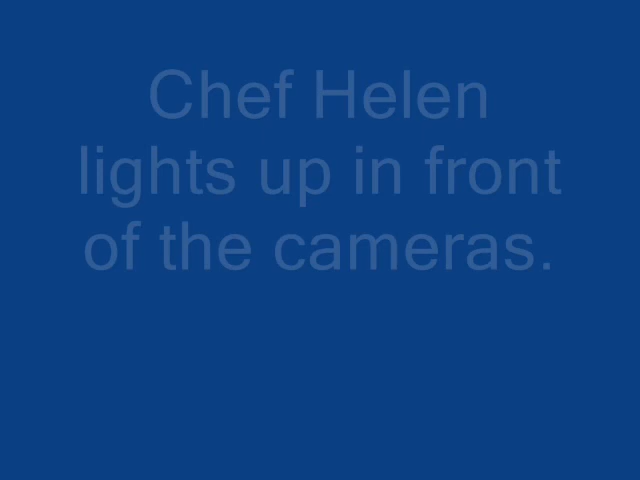 Chef Helen
lights up in front
of the cameras.